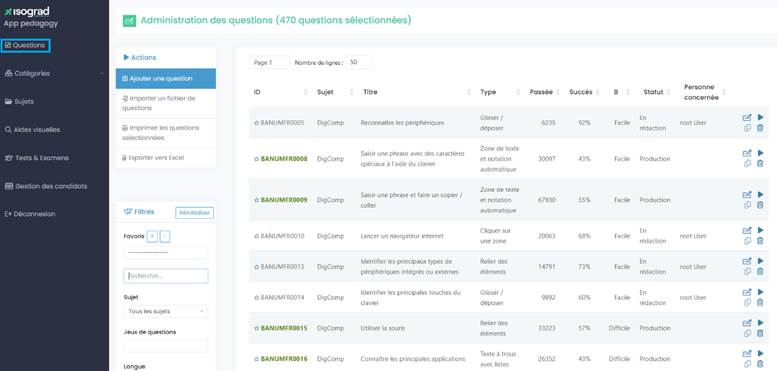 isograd
App pedagogy
Questions
Catégories
Sujets
Aides visuelles
Tests & Examens
Gestion des candidats
Déconnexion
Administration des questions (470 questions sélectionnées)
Actions
Ajouter une question
Importer un fichier de
questions
Imprimer les questions
selectionnées
Exporter vers Excel
Filtres
Réinitialiser
Favoris + -
----------------
Rechercher...
Sujet
Tous les sujets
Jeux de questions
Langue
Page 1 Nombre de lignes : 50
ID Sujet Titre Type Passée Succès B Statut Personne
concernée
BANUMFR0005 DigComp Reconnaître les périphériques Glisser /
déposer 6235 92% Facile En
rédaction root User
BANUMFR0008 DigComp Saisir une phrase avec des caractères
spéciaux à l'aide du clavier Zone de texte
et notation
automatique 30097 43% Facile Production
BANUMFR0009 DigComp Saisir une phrase et faire un copier /
coller Zone de texte
et notation
automatique 67930 55% Facile Production
BANUMFR0010 DigComp Lancer un navigateur internet Cliquer sur
une zone 20063 68% Facile En
rédaction root User
BANUMFR0013 DigComp Identifier les principaux types de
périphériques intégrés ou externes Relier des
éléments 14791 73% Facile En
rédaction root User
BANUMFR0014 DigComp Identifier les principales touches du
clavier Glisser /
déposer 9892 60% Facile En
rédaction root User
BANUMFR0015 DigComp Utiliser la souris Relier des
éléments 33223 57% Difficile Production
BANUMFR0016 DigComp Connaître les principales applications Texte à trous
avec listes 26352 43% Difficile Production